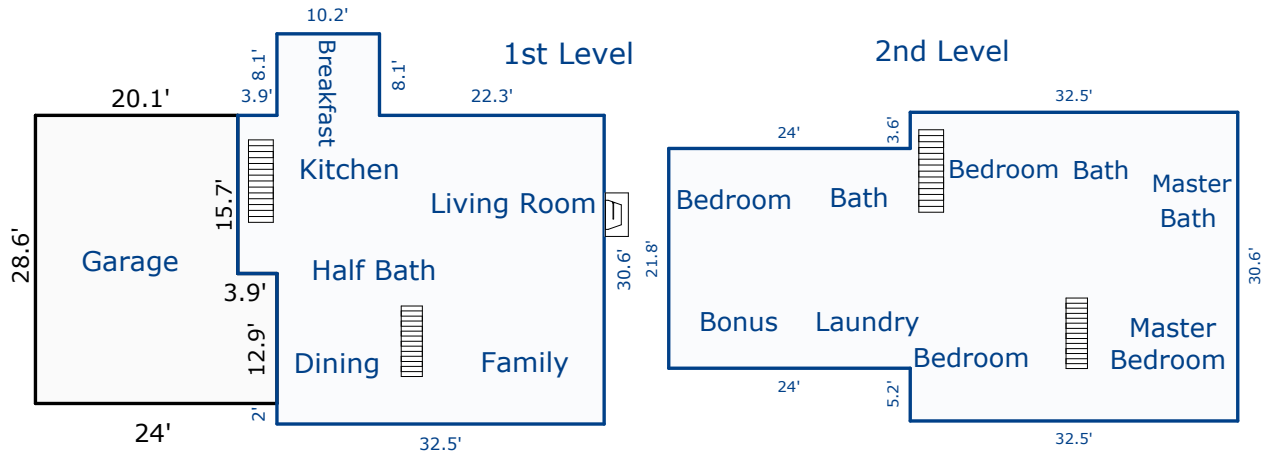 10.2'
1st Level
2nd Level
8.1'
Breakfast
8.1'
3.9'
22.3'
20.1'
Kitchen
Living Room
15.7'
28.6'
Garage
Half Bath
30.6'
3.9'
12.9'
Dining
Family
2'
24'
32.5'
32.5'
24'
3.6'
Bedroom
Bath
Master
Bath
Bedroom
Bath
21.8'
30.6'
Bonus
Laundry
Bedroom
Master
Bedroom
24'
5.2'
32.5'